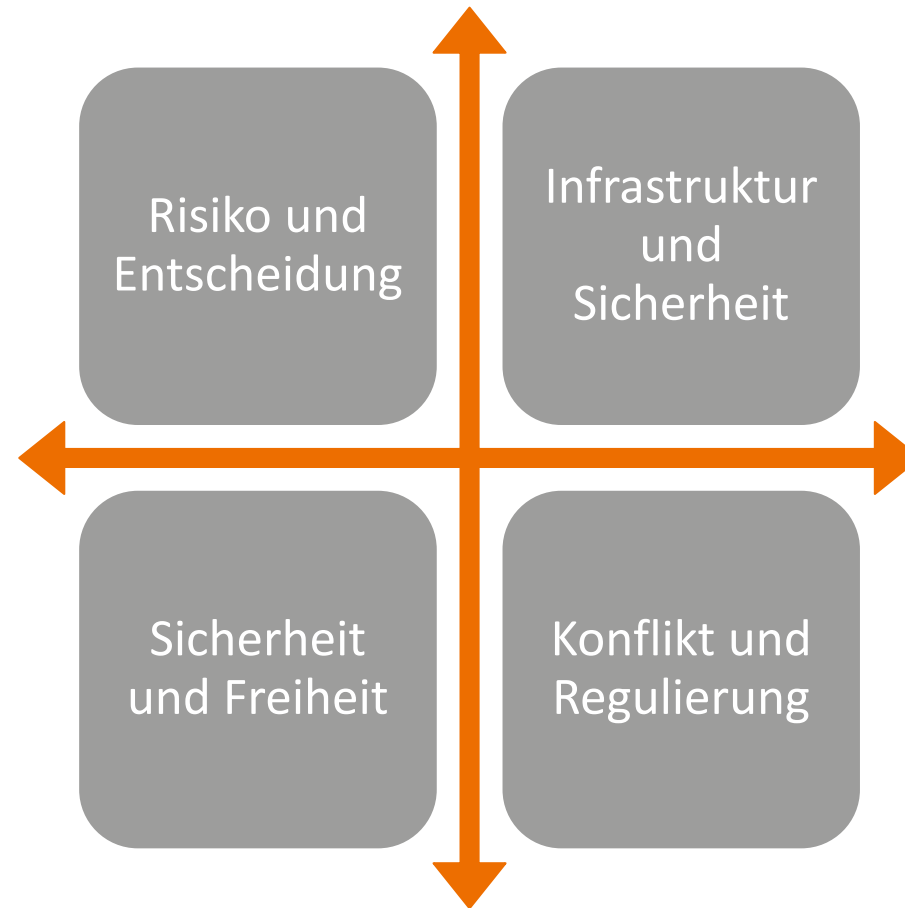 Risiko und
Entscheidung
Infrastruktur
und
Sicherheit
Sicherheit
und Freiheit
Konflikt und
Regulierung